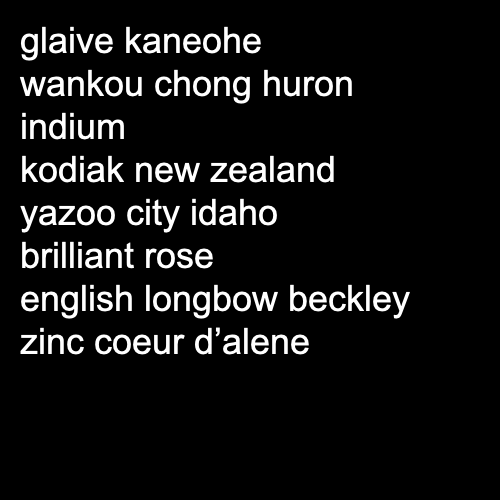 glaive kaneohe
wankou chong huron
indium
kodiak new zealand
yazoo city idaho
brilliant rose
english longbow beckley
zinc coeur d’alene